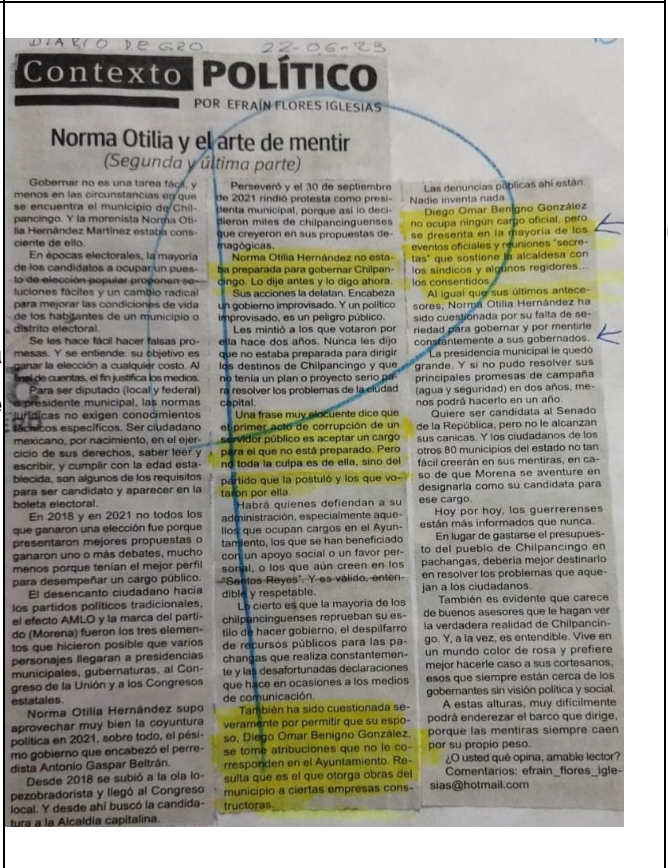 DIARIO DE GRO 22-06-23
Contexto POLÍTICO
POR EFRAÍN FLORES IGLESIAS
Norma Otilia y el arte de mentir
(Segunda y última parte)
Gobernar no es una tarea fácil, y
menos en las circunstancias en que
se encuentra el municipio de Chil-
pancingo. Y la morenista Norma Oti-
lia Hernández Martínez estaba cons-
ciente de ello.
En épocas electorales, la mayoría
de los candidatos a ocupar un pues-
to de elección popular proponen so-
luciones fáciles y un cambio radical
para mejorar las condiciones de vida
de los habitantes de un municipio o
distrito electoral.
Se les hace fácil hacer falsas pro-
mesas. Y se entiende: su objetivo es
ganar la elección a cualquier costo. Al
final de cuentas, el fin justifica los medios.
Para ser diputado (local y federal)
o presidente municipal, las normas
jurídicas no exigen conocimientos
técnicos específicos. Ser ciudadano
mexicano, por nacimiento, en el ejer-
cicio de sus derechos, saber leer y
escribir, y cumplir con la edad esta-
blecida, son algunos de los requisitos
para ser candidato y aparecer en la
boleta electoral.
En 2018 y en 2021 no todos los
que ganaron una elección fue porque
presentaron mejores propuestas o
ganaron uno o más debates, mucho
menos porque tenían el mejor perfil
para desempeñar un cargo público.
El desencanto ciudadano hacia
los partidos políticos tradicionales,
el efecto AMLO y la marca del parti-
do (Morena) fueron los tres elemen-
tos que hicieron posible que varios
personajes llegaran a presidencias
municipales, gubernaturas, al Con-
greso de la Unión y a los Congresos
estatales.
Norma Otilia Hernández supo
aprovechar muy bien la coyuntura
política en 2021, sobre todo, el pési-
mo gobierno que encabezó el perre-
dista Antonio Gaspar Beltrán.
Desde 2018 se subió a la ola lo-
pezobradorista y llegó al Congreso
local. Y desde ahí buscó la candida-
tura a la Alcaldía capitalina.
Perseveró y el 30 de septiembre
de 2021 rindió protesta como presi-
denta municipal, porque así lo deci-
dieron miles de chilpancinguenses
que creyeron en sus propuestas de-
magógicas.
Norma Otilia Hernández no esta-
ba preparada para gobernar Chilpan-
cingo. Lo dije antes y lo digo ahora.
Sus acciones la delatan. Encabeza
un gobierno improvisado. Y un político
improvisado, es un peligro público.
Les mintió a los que votaron por
ella hace dos años. Nunca les dijo
que no estaba preparada para dirigir
los destinos de Chilpancingo y que
no tenía un plan o proyecto serio pa-
ra resolver los problemas de la ciudad
capital.
Una frase muy elocuente dice que
el primer acto de corrupción de un
servidor público es aceptar un cargo
para el que no está preparado. Pero
no toda la culpa es de ella, sino del
partido que la postuló y los que vo-
taron por ella.
Habrá quienes defiendan a su
administración, especialmente aque-
llos que ocupan cargos en el Ayun-
tamiento, los que se han beneficiado
con un apoyo social o un favor per-
sonal, o los que aún creen en los
"Santos Reyes". Y es válido, enten-
dible y respetable.
Lo cierto es que la mayoría de los
chilpancinguenses reprueban su es-
tilo de hacer gobierno, el despilfarro
de recursos públicos para las pa-
changas que realiza constantemen-
te y las desafortunadas declaraciones
que hace en ocasiones a los medios
de comunicación.
También ha sido cuestionada se-
veramente por permitir que su espo-
so, Diego Omar Benigno González,
se tome atribuciones que no le co-
rresponden en el Ayuntamiento. Re-
sulta que es el que otorga obras del
municipio a ciertas empresas cons-
tructoras.
Las denuncias públicas ahí están.
Nadie inventa nada.
Diego Omar Benigno González
no ocupa ningún cargo oficial, pero
se presenta en la mayoría de los
eventos oficiales y reuniones "secre-
tas" que sostiene la alcaldesa con
los síndicos y algunos regidores...
los consentidos.
Al igual que sus últimos antece-
sores, Norma Otilia Hernández ha
sido cuestionada por su falta de se-
riedad para gobernar y por mentirle
constantemente a sus gobernados.
La presidencia municipal le quedó
grande. Y si no pudo resolver sus
principales promesas de campaña
(agua y seguridad) en dos años, me-
nos podrá hacerlo en un año.
Quiere ser candidata al Senado
de la República, pero no le alcanzan
sus canicas. Y los ciudadanos de los
otros 80 municipios del estado no tan
fácil creerán en sus mentiras, en ca-
so de que Morena se aventure en
designarla como su candidata para
ese cargo.
Hoy por hoy, los guerrerenses
están más informados que nunca.
En lugar de gastarse el presupues-
to del pueblo de Chilpancingo en
pachangas, debería mejor destinarlo
en resolver los problemas que aque-
jan a los ciudadanos.
También es evidente que carece
de buenos asesores que le hagan ver
la verdadera realidad de Chilpancin-
go. Y, a la vez, es entendible. Vive en
un mundo color de rosa y prefiere
mejor hacerle caso a sus cortesanos,
esos que siempre están cerca de los
gobernantes sin visión política y social.
A estas alturas, muy difícilmente
podrá enderezar el barco que dirige,
porque las mentiras siempre caen
por su propio peso.
¿O usted qué opina, amable lector?
Comentarios: efrain_flores_igle-
sias@hotmail.com